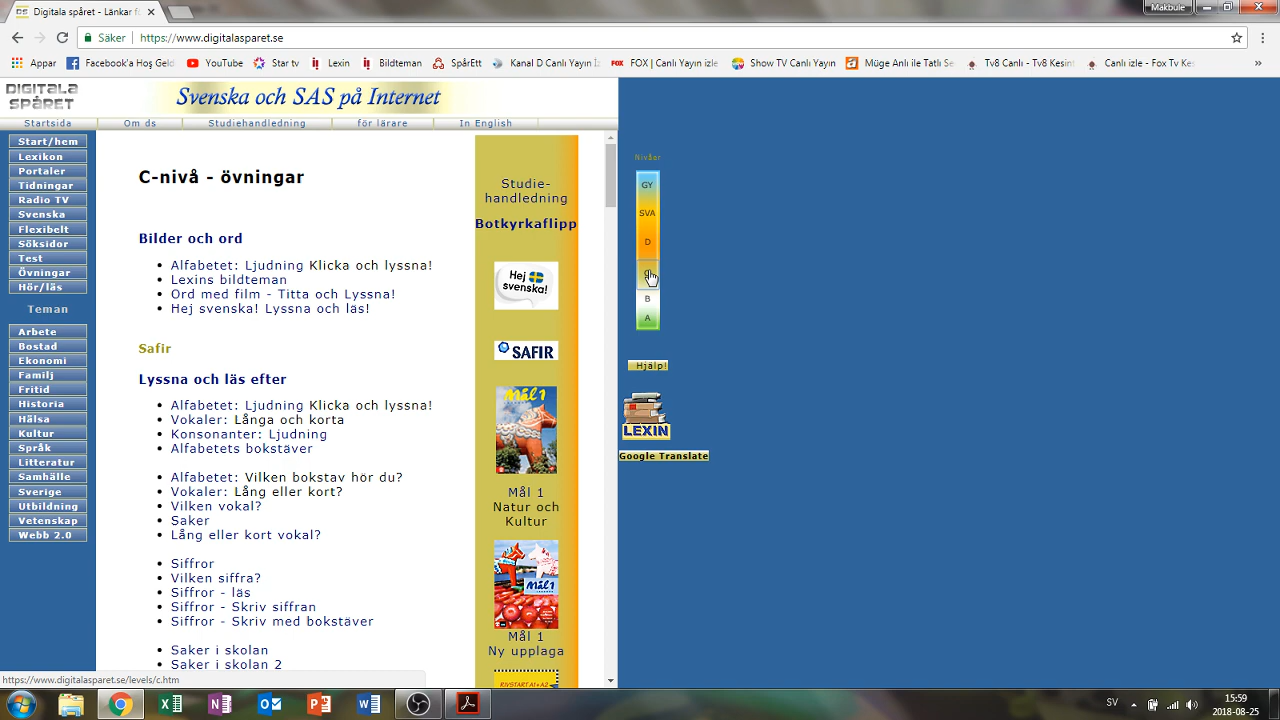 Digitala spåret - Länkar f
Makbule
Säker
https://www.digitalasparet.se
Appar
Facebook'a Hoş Geld
YouTube
Star tv
Lexin
Bildteman
SpårEtt
Kanal D Canlı Yayın İz
FOX | Canlı Yayın izle
Show TV Canlı Yayın
Müge Anlı ile Tatlı Se
Tv8 Canlı - Tv8 Kesint
Canlı izle - Fox Tv Kes
DIGITALA
SPÅRET
Svenska och SAS på Internet
Startsida
Om ds
Studiehandledning
för lärare
In English
Start/hem
Lexikon
Portaler
Tidningar
Radio TV
Svenska
Flexibelt
Söksidor
Test
Övningar
Hör/läs
Teman
Arbete
Bostad
Ekonomi
Familj
Fritid
Historia
Hälsa
Kultur
Språk
Litteratur
Samhälle
Sverige
Utbildning
Vetenskap
Webb 2.0
C-nivå - övningar
Bilder och ord
Alfabetet: Ljudning Klicka och lyssna!
Lexins bildteman
Ord med film - Titta och Lyssna!
Hej svenska! Lyssna och läs!
Safir
Lyssna och läs efter
Alfabetet: Ljudning Klicka och lyssna!
Vokaler: Långa och korta
Konsonanter: Ljudning
Alfabetets bokstäver
Alfabetet: Vilken bokstav hör du?
Vokaler: Lång eller kort?
Vilken vokal?
Saker
Lång eller kort vokal?
Siffror
Vilken siffra?
Siffror - läs
Siffror - Skriv siffran
Siffror - Skriv med bokstäver
Saker i skolan
Saker i skolan 2
Studie-
handledning
Botkyrkaflipp
Hej
svenska!
SAFIR
Mål 1
Mål 1
Natur och
Kultur
Mål 1
Mål 1
Ny upplaga
RIVSTART A1+A2
Nivåer
GY
SVA
D
B
A
Hjälp!
LEXIN
Google Translate
https://www.digitalasparet.se/levels/c.htm
SV
15:59
2018-08-25